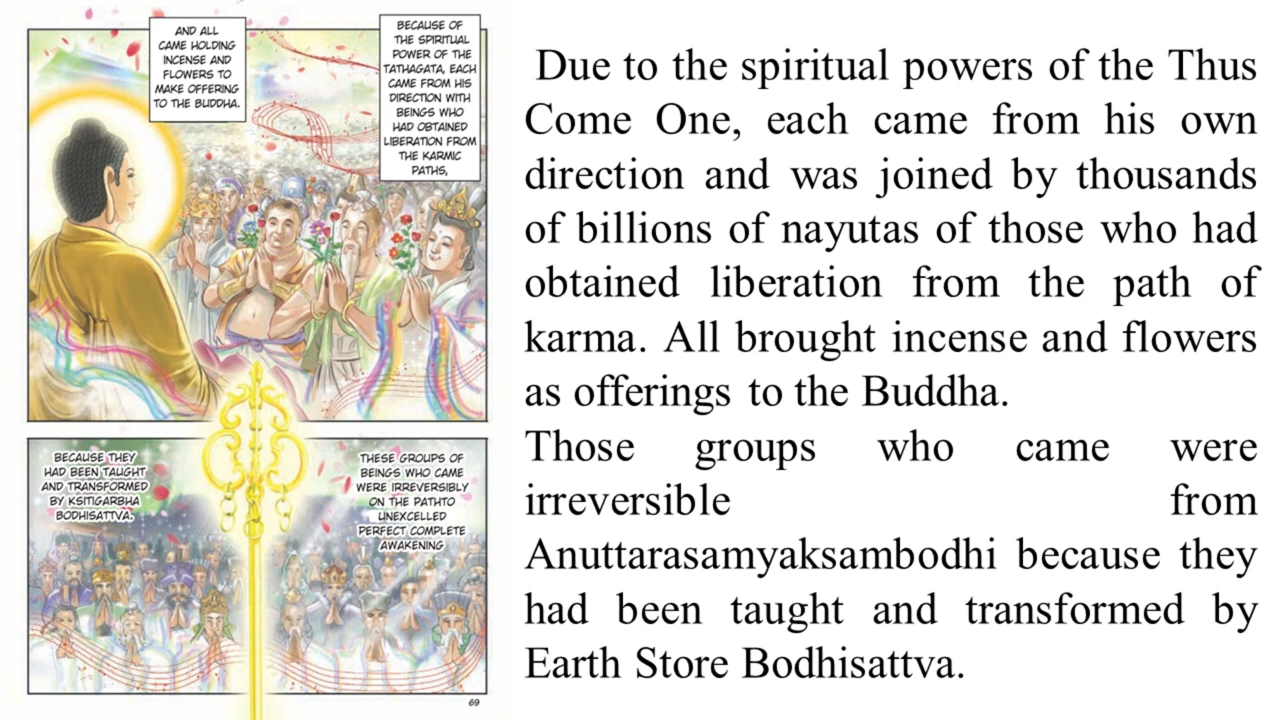 BECAUSE OF
THE SPIRITUAL
POWER OF THE
TATHAGATA, EACH
CAME FROM HIS
DIRECTION WITH
BEINGS WHO
HAD OBTAINED
LIBERATION FROM
THE KARMIC
PATHS,
AND ALL
CAME HOLDING
INCENSE AND
FLOWERS TO
MAKE OFFERING
TO THE BUDDHA.
THESE GROUPS OF
BEINGS WHO CAME
WERE IRREVERSIBLY
ON THE PATHTO
UNEXCELLED
PERFECT COMPLETE
AWAKENING
BECAUSE THEY
HAD BEEN TAUGHT
AND TRANSFORMED
BY KSITIGARBHA
BODHISATTVA.
69
Due to the spiritual powers of the Thus
Come One, each came from his own
direction and was joined by thousands
of billions of nayutas of those who had
obtained liberation from the path of
karma. All brought incense and flowers
as offerings to the Buddha.
Those groups who came were
irreversible from
Anuttarasamyaksambodhi because they
had been taught and transformed by
Earth Store Bodhisattva.